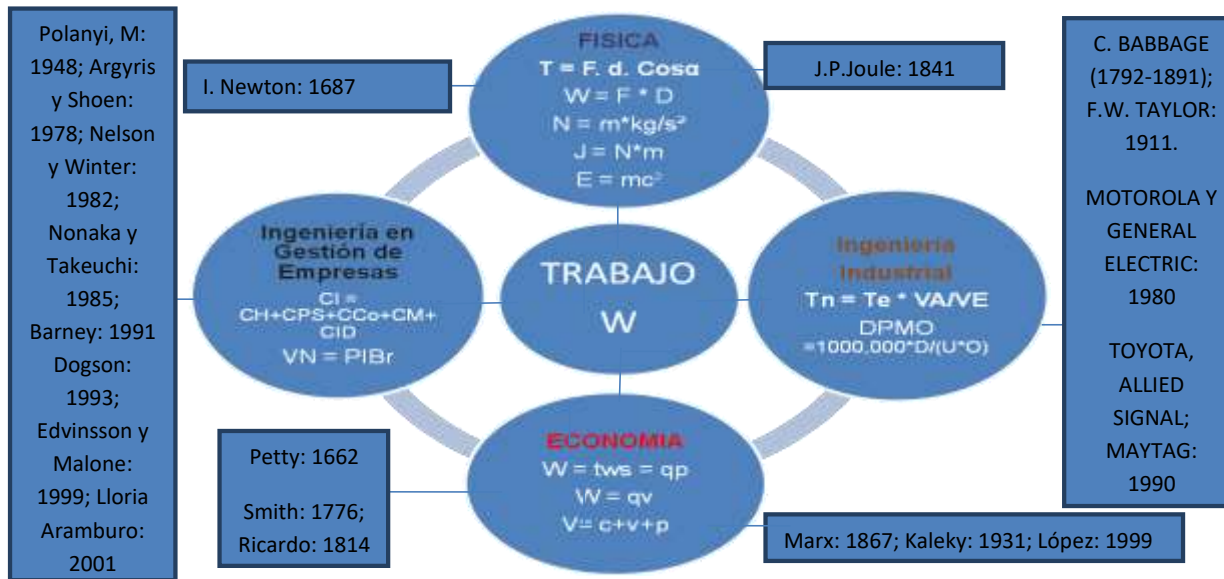 Polanyi, M:
1948; Argyris
y Shoen:
1978; Nelson
y Winter:
1982;
Nonaka y
Takeuchi:
1985;
Barney: 1991
Dogson:
1993;
Edvinsson y
Malone:
1999; Lloria
Aramburo:
2001
I. Newton: 1687
FISICA
T = F. d. Cosα
W = F * D
N = m*kg/s²
J = N*m
E = mc²
J.P.Joule: 1841
C. BABBAGE
(1792-1891);
F.W. TAYLOR:
1911.
MOTOROLA Y
GENERAL
ELECTRIC:
1980
TOYOTA,
ALLIED
SIGNAL;
MAYTAG:
1990
Ingeniería en
Gestión de
Empresas
CI =
CH+CPS+CCo+CM+
CID
VN = PIBr
TRABAJO
W
Ingeniería
Industrial
Tn = Te * VA/VE
DPMO
=1000,000*D/(U*O)
ECONOMIA
W = tws = qp
W = qv
V= c+v+p
Petty: 1662
Smith: 1776;
Ricardo: 1814
Marx: 1867; Kaleky: 1931; López: 1999